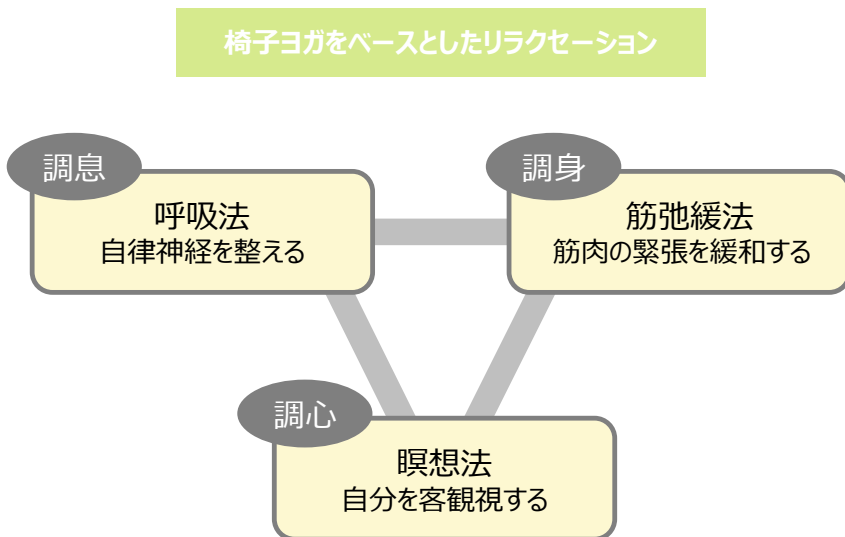 椅子ヨガをベースとしたリラクセーション
調息
呼吸法
自律神経を整える
調身
筋弛緩法
筋肉の緊張を緩和する
調心
瞑想法
自分を客観視する